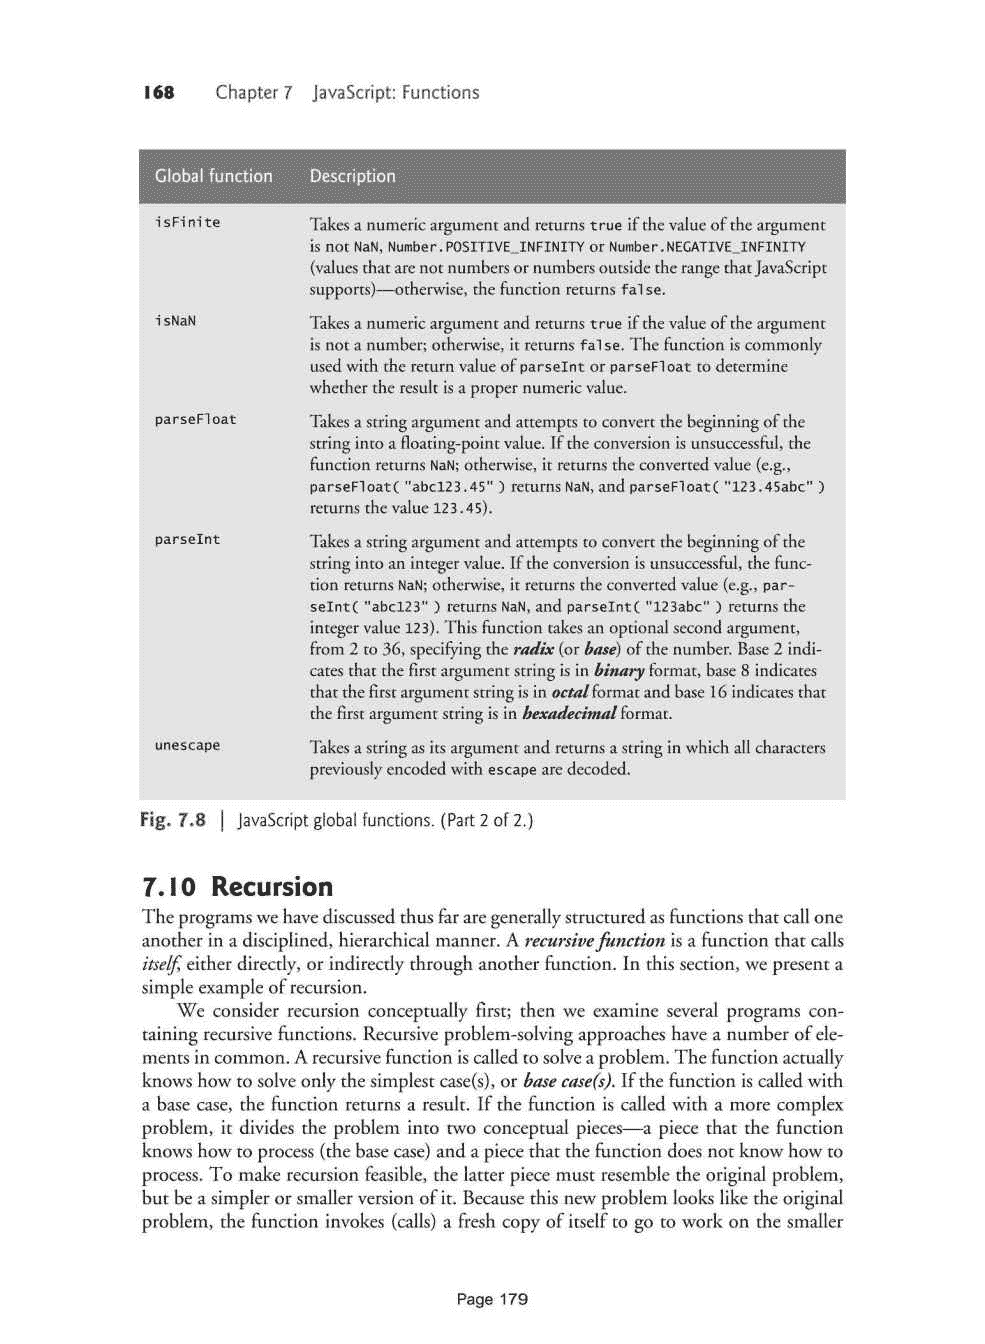 168 Chapter 7 JavaScript: Functions
Global function Description
isFinite Takes a numeric argument and returns true if the value of the argument
is not NaN, Number.POSITIVE_INFINITY or Number.NEGATIVE_INFINITY
(values that are not numbers or numbers outside the range that JavaScript
supports)—otherwise, the function returns false.
isNaN Takes a numeric argument and returns true if the value of the argument
is not a number; otherwise, it returns false. The function is commonly
used with the return value of parseInt or parseFloat to determine
whether the result is a proper numeric value.
parseFloat Takes a string argument and attempts to convert the beginning of the
string into a floating-point value. If the conversion is unsuccessful, the
function returns NaN; otherwise, it returns the converted value (e.g.,
parseFloat( "abc123.45" ) returns NaN, and parseFloat( "123.45abc" )
returns the value 123.45).
parseInt Takes a string argument and attempts to convert the beginning of the
string into an integer value. If the conversion is unsuccessful, the func-
tion returns NaN; otherwise, it returns the converted value (e.g., par-
seInt( "abc123" ) returns NaN, and parseInt( "123abc" ) returns the
integer value 123). This function takes an optional second argument,
from 2 to 36, specifying the radix (or base) of the number. Base 2 indi-
cates that the first argument string is in binary format, base 8 indicates
that the first argument string is in octal format and base 16 indicates that
the first argument string is in hexadecimal format.
unescape Takes a string as its argument and returns a string in which all characters
previously encoded with escape are decoded.
Fig. 7.8 | JavaScript global functions. (Part 2 of 2.)
7.10 Recursion
The programs we have discussed thus far are generally structured as functions that call one
another in a disciplined, hierarchical manner. A recursive function is a function that calls
itself, either directly, or indirectly through another function. In this section, we present a
simple example of recursion.
We consider recursion conceptually first; then we examine several programs con-
taining recursive functions. Recursive problem-solving approaches have a number of ele-
ments in common. A recursive function is called to solve a problem. The function actually
knows how to solve only the simplest case(s), or base case(s). If the function is called with
a base case, the function returns a result. If the function is called with a more complex
problem, it divides the problem into two conceptual pieces—a piece that the function
knows how to process (the base case) and a piece that the function does not know how to
process. To make recursion feasible, the latter piece must resemble the original problem,
but be a simpler or smaller version of it. Because this new problem looks like the original
problem, the function invokes (calls) a fresh copy of itself to go to work on the smaller
Page 179